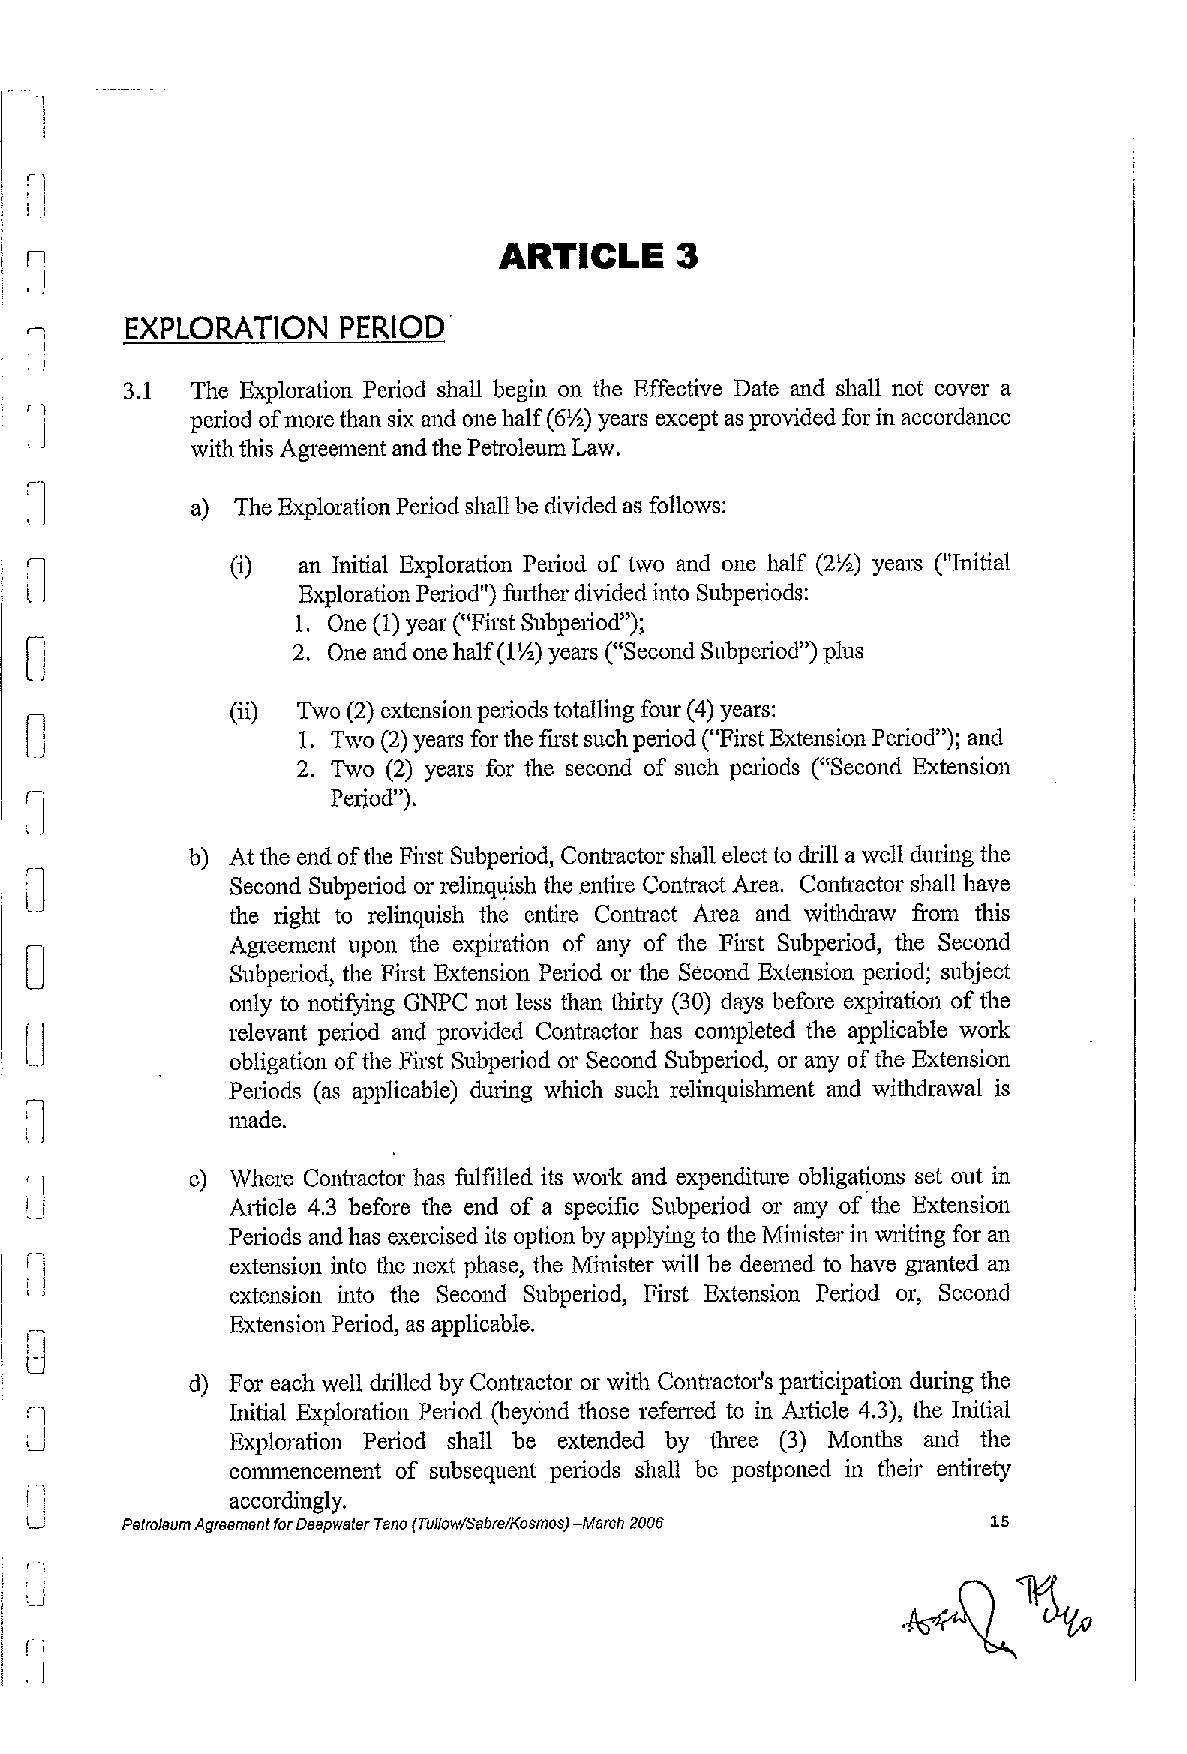 ARTICLE 3
EXPLORATION PERIOD
3.1 The Exploration Period shall begin on the Effective Date and shall not cover a
period of more than six and one half (6½) years except as provided for in accordance
with this Agreement and the Petroleum Law.
a) The Exploration Period shall be divided as follows:
(i) an Initial Exploration Period of two and one half (2½) years ("Initial
Exploration Period") further divided into Subperiods:
1. One (1) year (“First Subperiod”);
2. One and one half (1½) years (“Second Subperiod”) plus
(ii) Two (2) extension periods totalling four (4) years:
1. Two (2) years for the first such period (“First Extension Period”); and
2. Two (2) years for the second of such periods (“Second Extension
Period”).
b) At the end of the First Subperiod, Contractor shall elect to drill a well during the
Second Subperiod or relinquish the entire Contract Area. Contractor shall have
the right to relinquish the entire Contract Area and withdraw from this
Agreement upon the expiration of any of the First Subperiod, the Second
Subperiod, the First Extension Period or the Second Extension period; subject
only to notifying GNPC not less than thirty (30) days before expiration of the
relevant period and provided Contractor has completed the applicable work
obligation of the First Subperiod or Second Subperiod, or any of the Extension
Periods (as applicable) during which such relinquishment and withdrawal is
made.
c) Where Contractor has fulfilled its work and expenditure obligations set out in
Article 4.3 before the end of a specific Subperiod or any of the Extension
Periods and has exercised its option by applying to the Minister in writing for an
extension into the next phase, the Minister will be deemed to have granted an
extension into the Second Subperiod, First Extension Period or, Second
Extension Period, as applicable.
d) For each well drilled by Contractor or with Contractor's participation during the
Initial Exploration Period (beyond those referred to in Article 4.3), the Initial
Exploration Period shall be extended by three (3) Months and the
commencement of subsequent periods shall be postponed in their entirety
accordingly.
Petroleum Agreement for Deepwater Tano (Tullow/Sabre/Kosmos) –March 2006 15